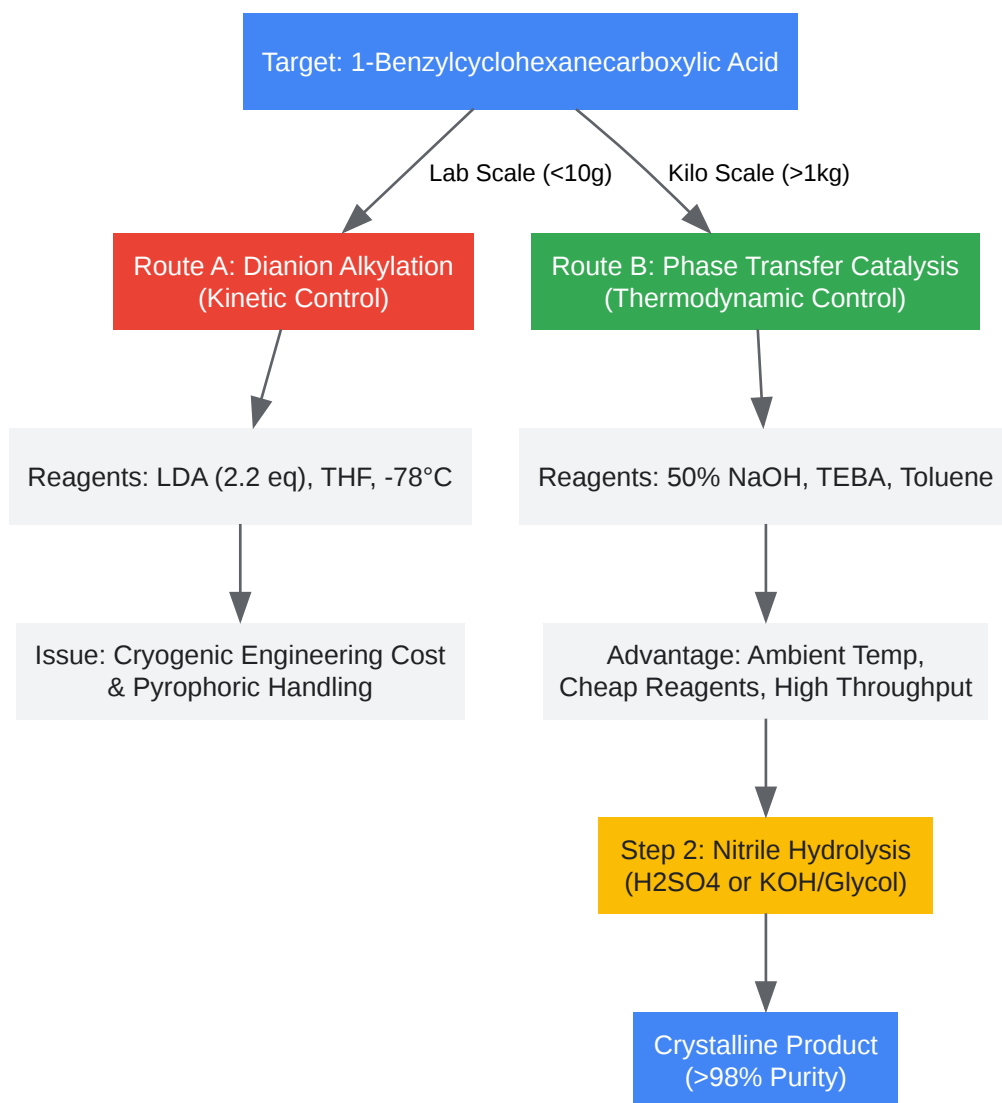 Target: 1-Benzylcyclohexanecarboxylic Acid
Lab Scale (<10g)
Kilo Scale (>1kg)
Route A: Dianion Alkylation
(Kinetic Control)
Route B: Phase Transfer Catalysis
(Thermodynamic Control)
Reagents: LDA (2.2 eq), THF, -78°C
Reagents: 50% NaOH, TEBA, Toluene
Issue: Cryogenic Engineering Cost
& Pyrophoric Handling
Advantage: Ambient Temp,
Cheap Reagents, High Throughput
Step 2: Nitrile Hydrolysis
(H2SO4 or KOH/Glycol)
Crystalline Product
(>98% Purity)